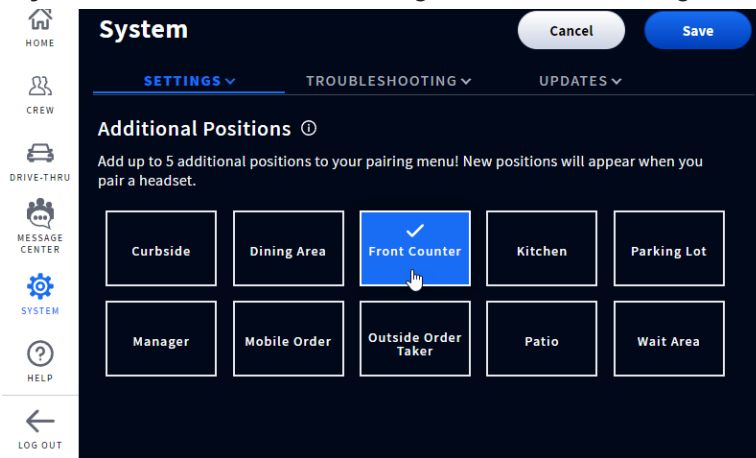 HOME
CREW
DRIVE-THRU
MESSAGE
CENTER
SYSTEM
HELP
LOG OUT
System
Cancel
Save
SETTINGS
TROUBLESHOOTING
UPDATES
Additional Positions
Add up to 5 additional positions to your pairing menu! New positions will appear when you
pair a headset.
Curbside
Dining Area
Front Counter
Kitchen
Parking Lot
Manager
Mobile Order
Outside Order
Taker
Patio
Wait Area